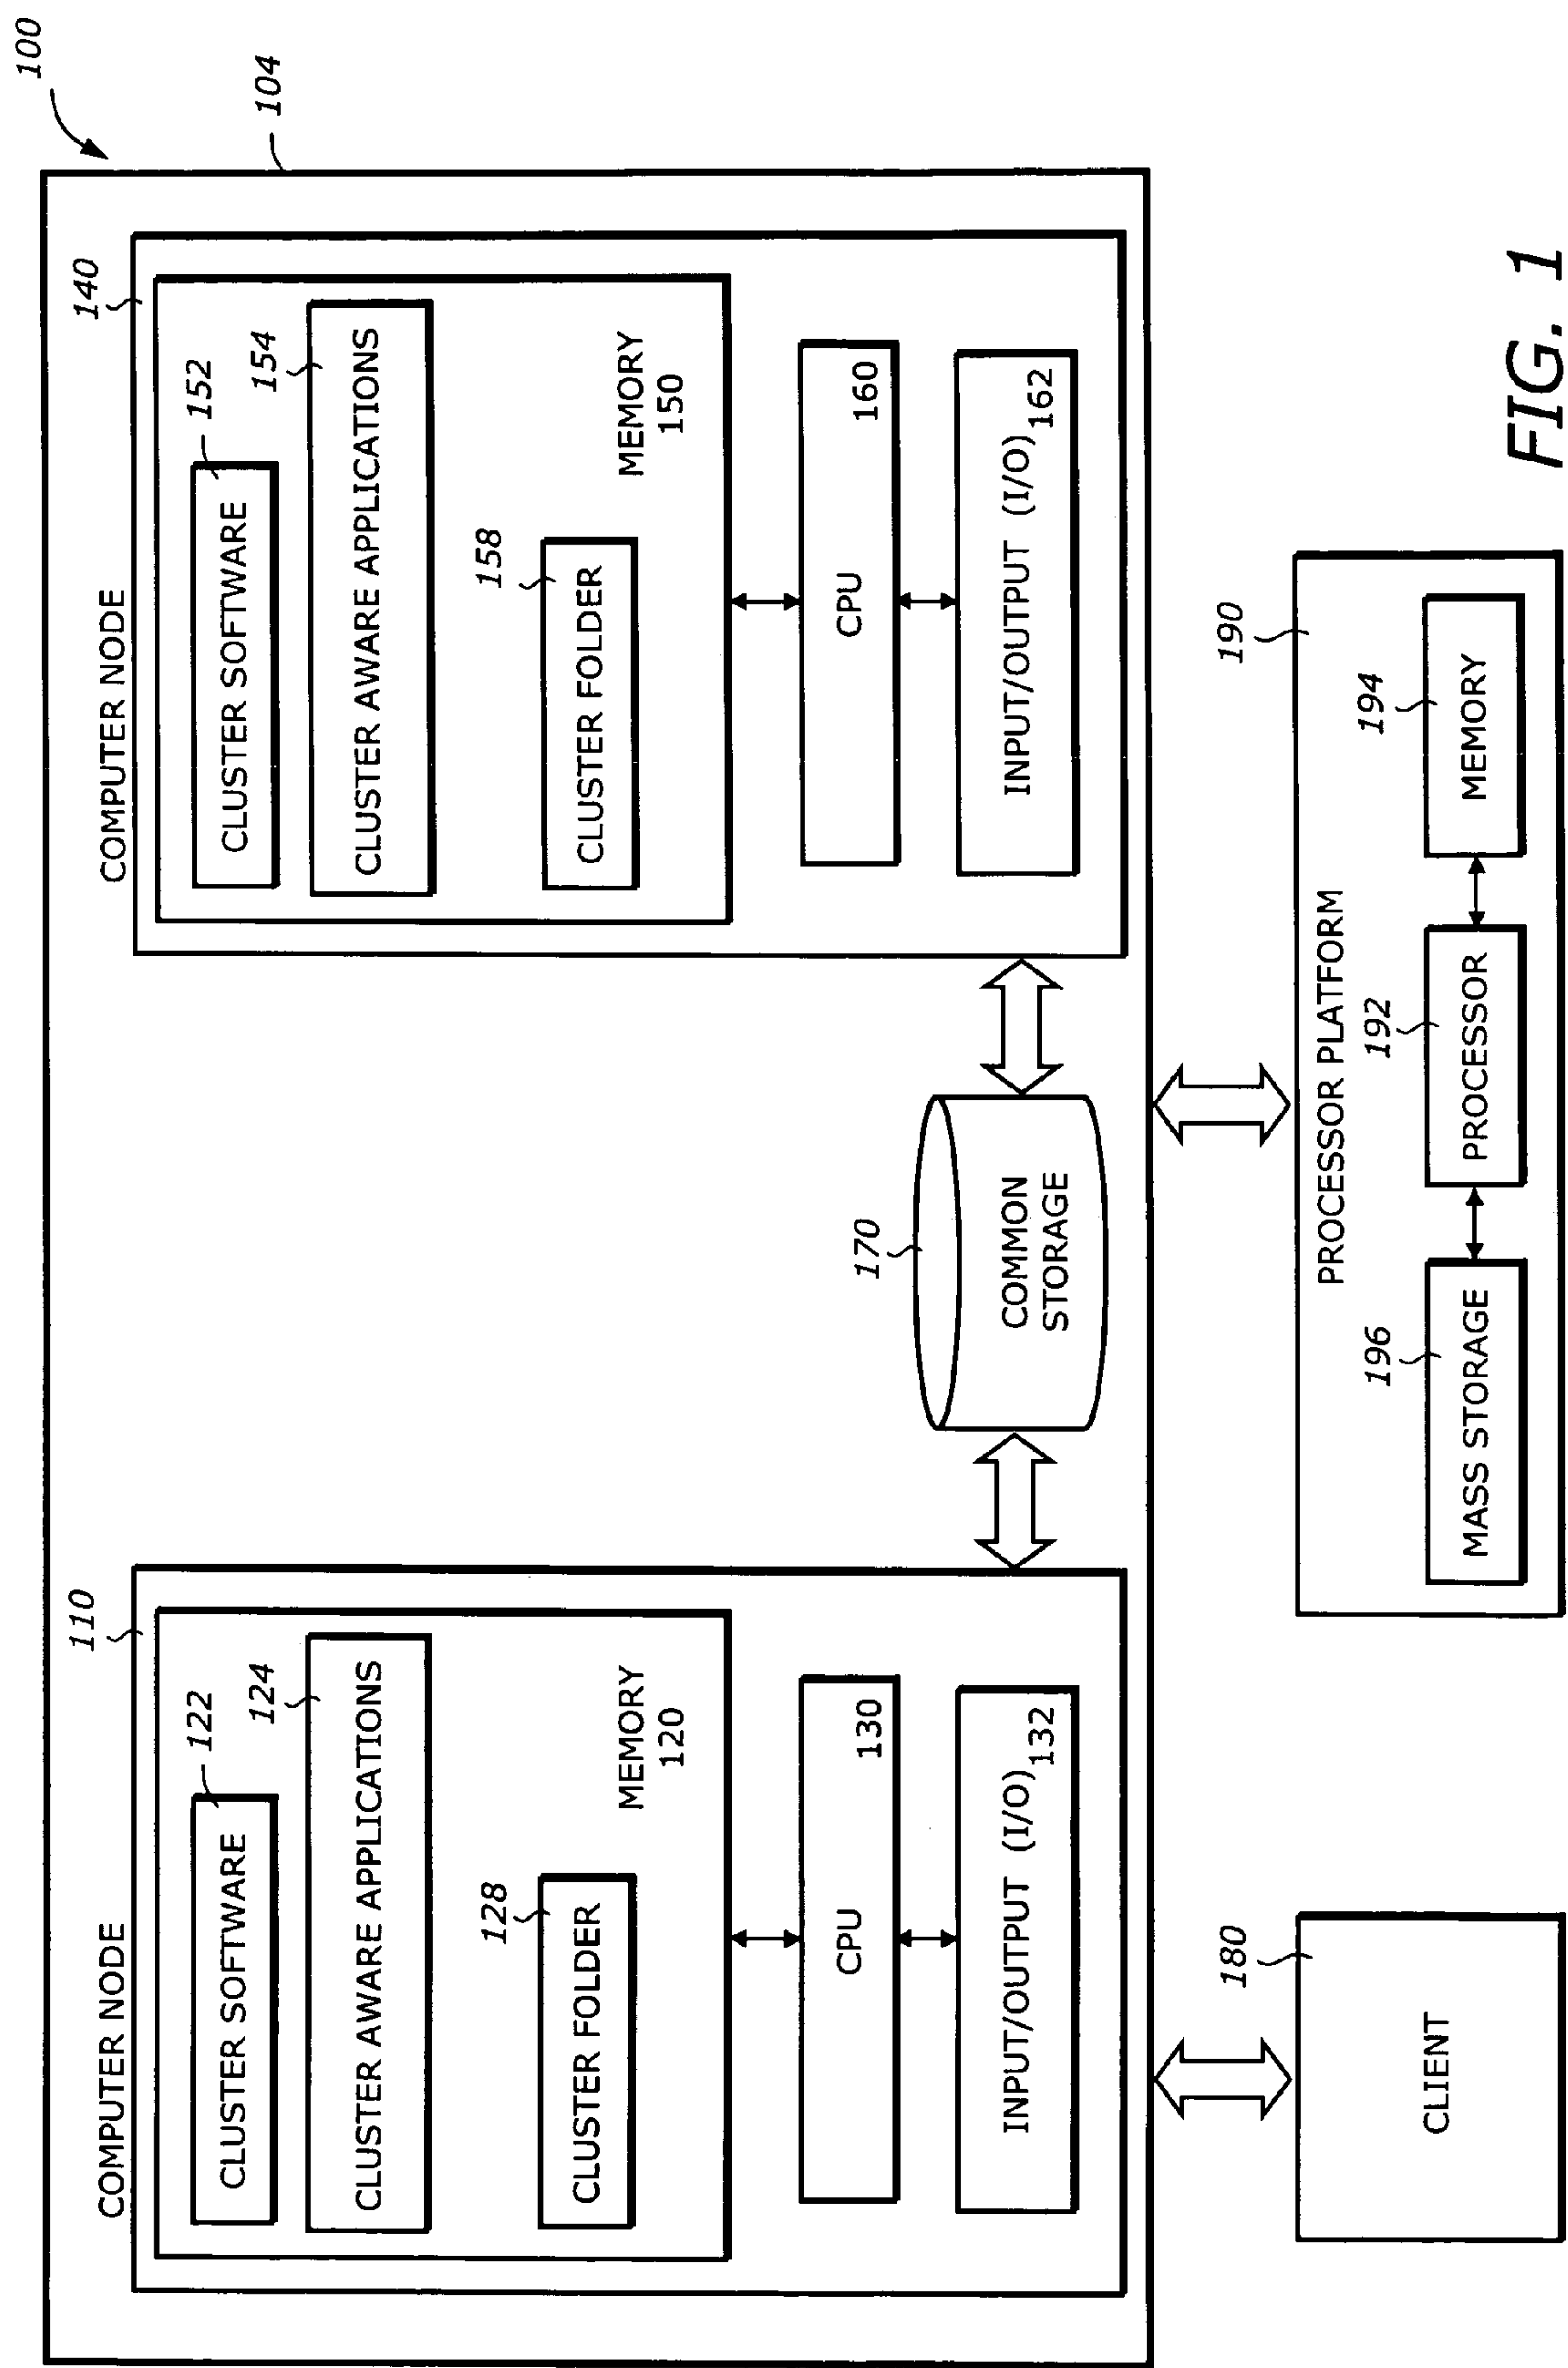 100
104
COMPUTER NODE
110
CLUSTER SOFTWARE
122
CLUSTER AWARE APPLICATIONS
124
CLUSTER FOLDER
128
MEMORY
120
CPU
130
INPUT/OUTPUT (I/O)
132
COMMON
STORAGE
170
COMPUTER NODE
140
CLUSTER SOFTWARE
152
CLUSTER AWARE APPLICATIONS
154
CLUSTER FOLDER
158
MEMORY
150
CPU
160
INPUT/OUTPUT (I/O)
162
CLIENT
180
PROCESSOR PLATFORM
190
MASS STORAGE
196
PROCESSOR
192
MEMORY
194
FIG. 1